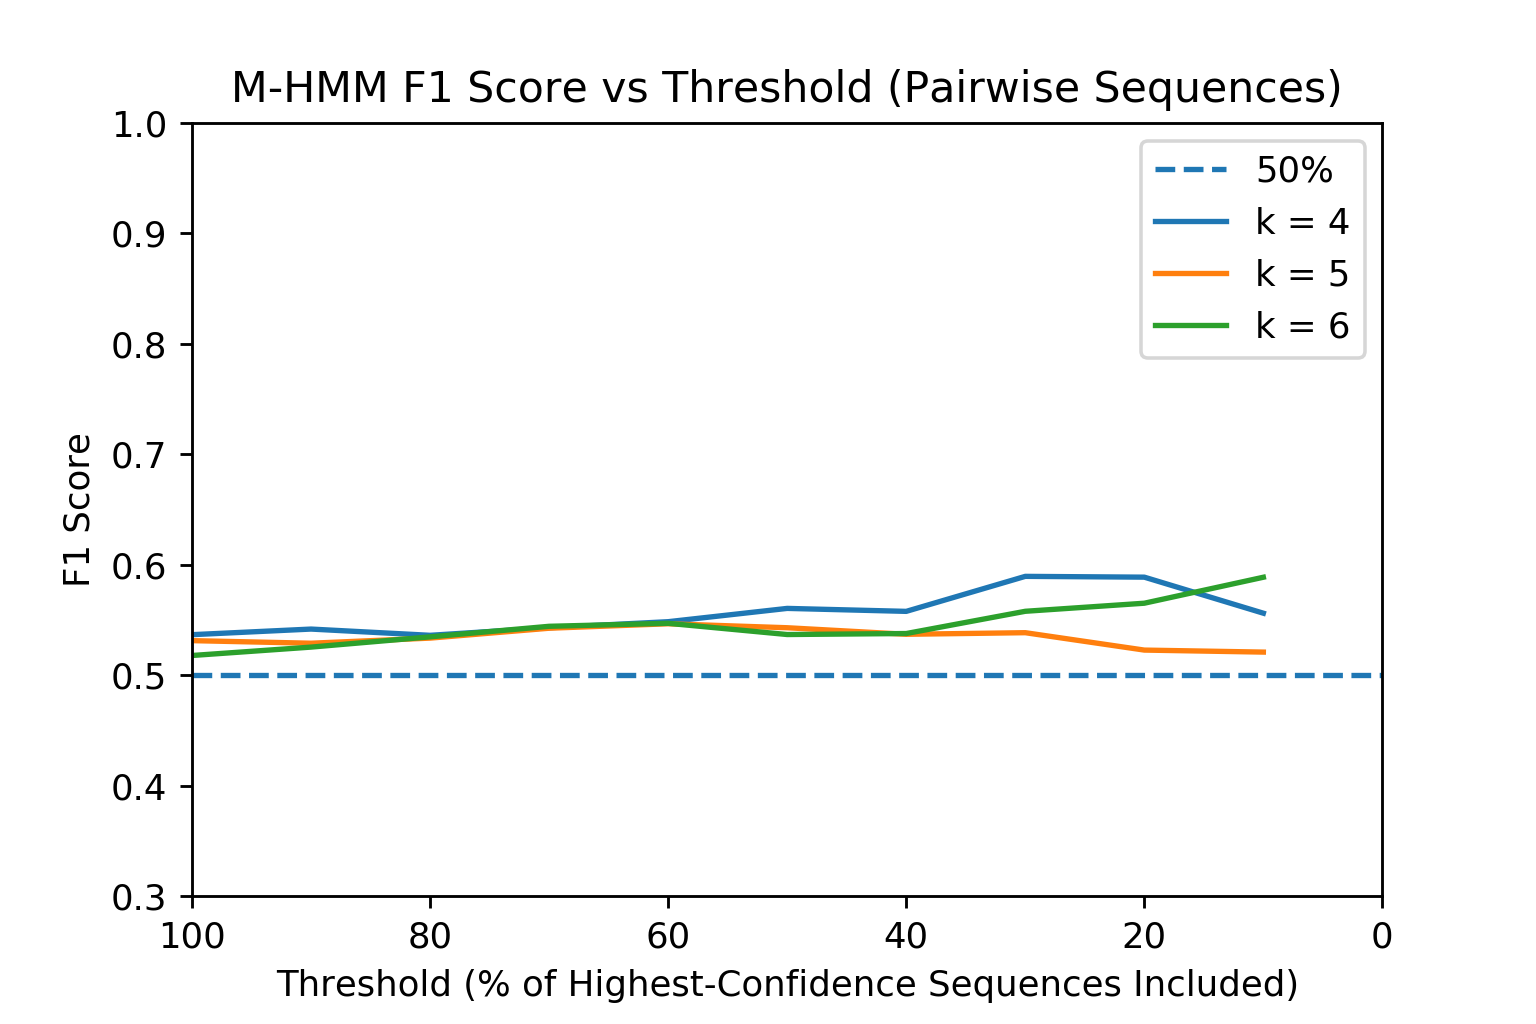 M-HMM F1 Score vs Threshold (Pairwise Sequences)
1.0
0.9
0.8
0.7
0.6
0.5
0.4
0.3
F1 Score
50%
k = 4
k = 5
k = 6
100 80 60 40 20 0
Threshold (% of Highest-Confidence Sequences Included)